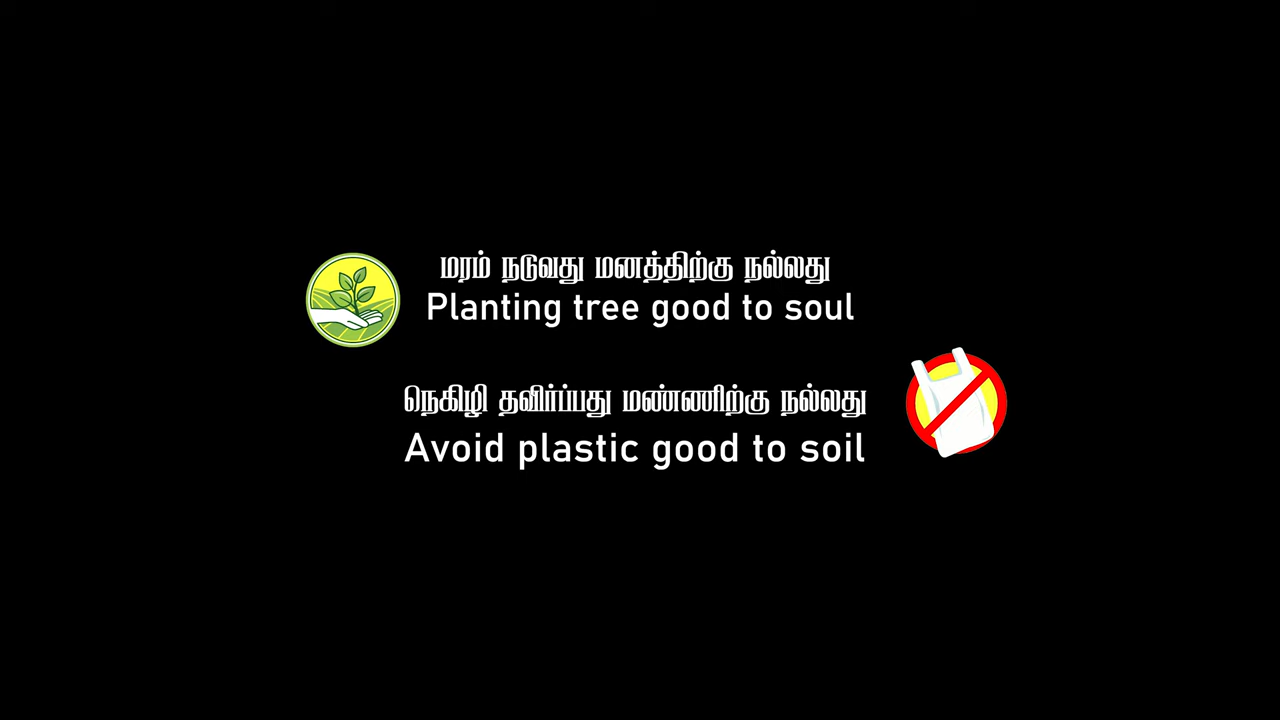 மரம் நடுவது மனத்திற்கு நல்லது
Planting tree good to soul
நெகிழி தவிர்ப்பது மண்ணிற்கு நல்லது
Avoid plastic good to soil